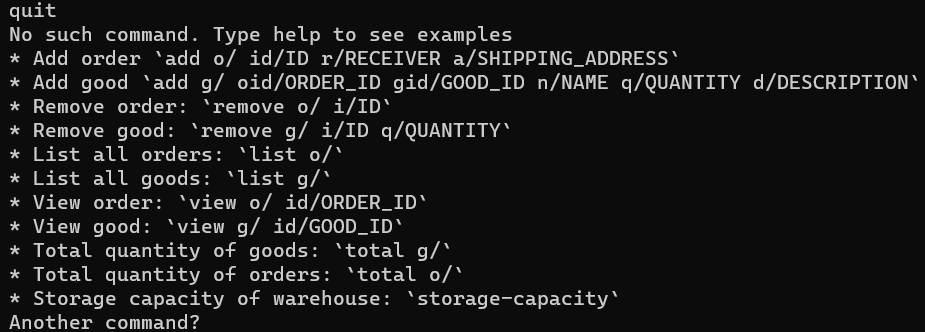 quit
No such command. Type help to see examples
* Add order `add o/ id/ID r/RECEIVER a/SHIPPING_ADDRESS`
* Add good `add g/ oid/ORDER_ID gid/GOOD_ID n/NAME q/QUANTITY d/DESCRIPTION`
* Remove order: `remove o/ i/ID`
* Remove good: `remove g/ i/ID q/QUANTITY`
* List all orders: `list o/`
* List all goods: `list g/`
* View order: `view o/ id/ORDER_ID`
* View good: `view g/ id/GOOD_ID`
* Total quantity of goods: `total g/`
* Total quantity of orders: `total o/`
* Storage capacity of warehouse: `storage-capacity`
Another command?